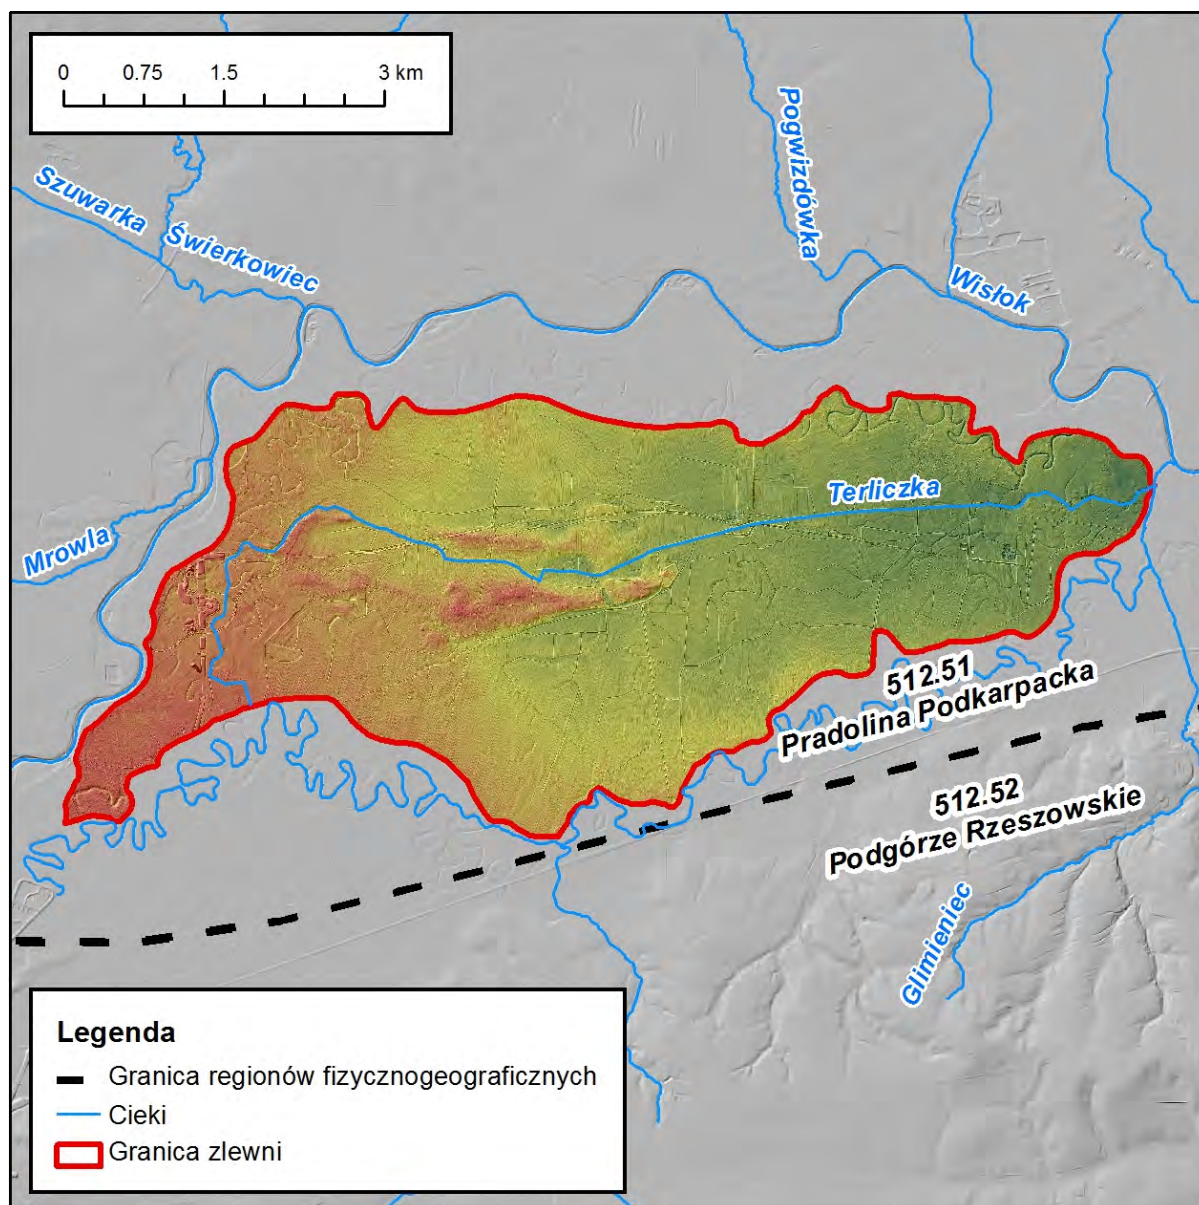 0 0.75 1.5 3 km
Pogwizdówka
Szuwarka
Świerkowiec
Wisłok
Terliczka
Mrowla
512.51
Pradolina Podkarpacka
512.52
Podgórze Rzeszowskie
Glimieniec
Legenda
Granica regionów fizycznogeograficznych
Cieki
Granica zlewni